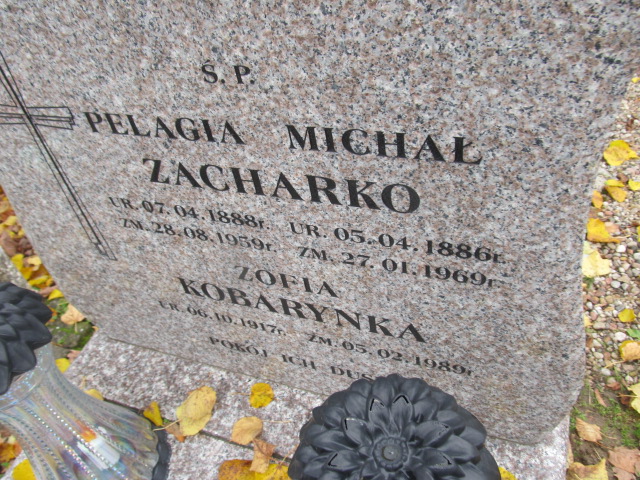 Ś. P.
PELAGIA MICHAŁ
ZACHARKO
UR. 07. 04. 1888r. UR. 05. 04. 1886r.
ZM. 28. 08. 1959r. ZM. 27. 01. 1969r.
ZOFIA
KOBARYNKA
UR. 06. 10. 1917r. ZM. 05. 02. 1989r.
POKÓJ ICH